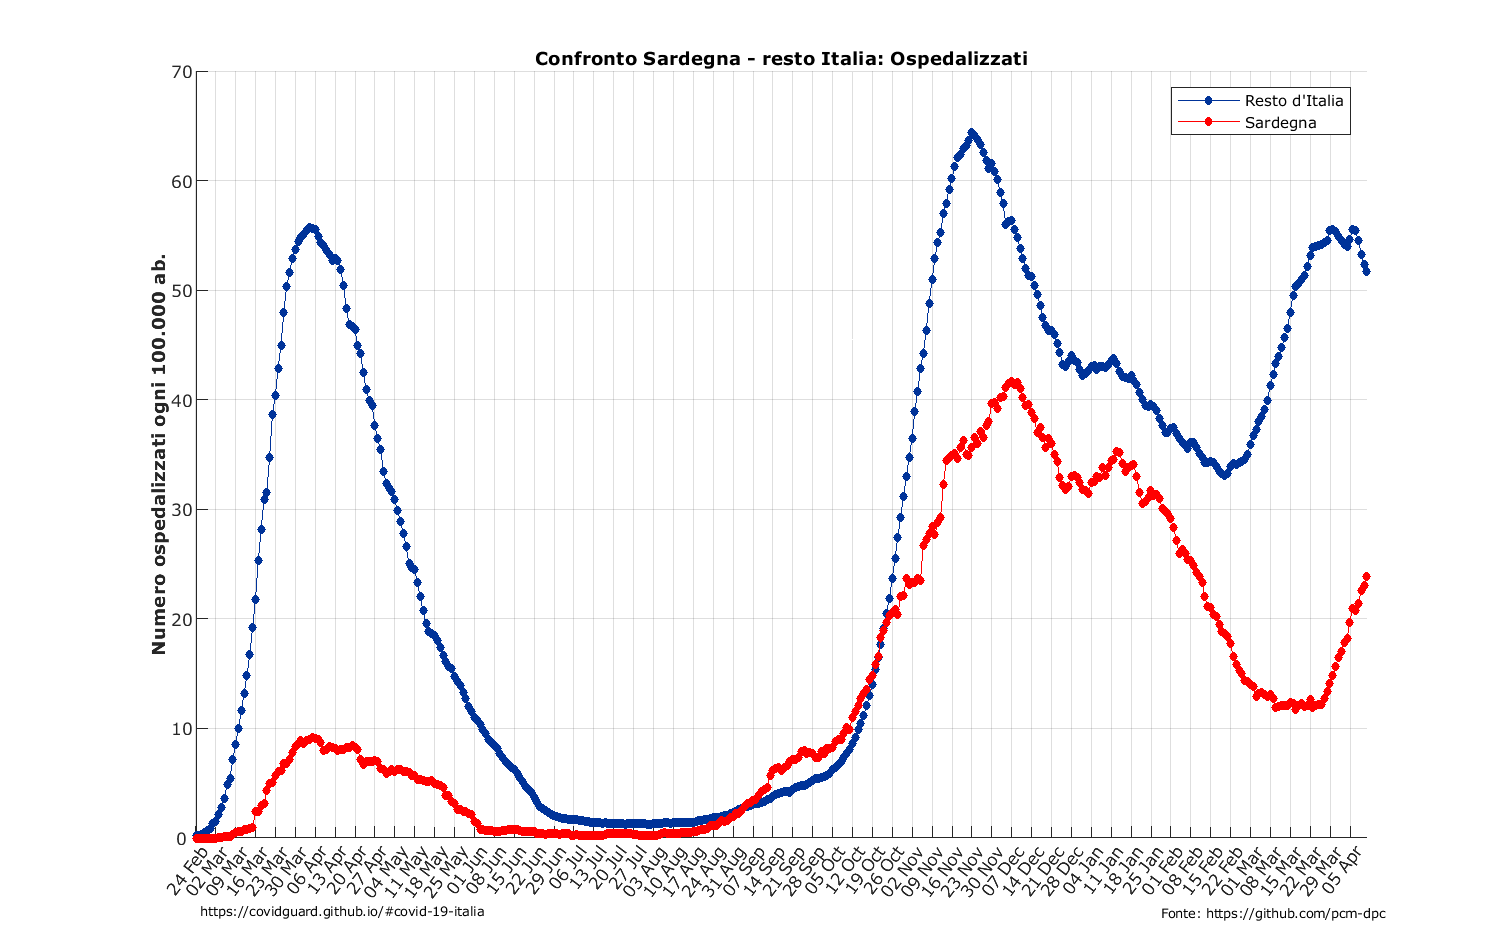 Confronto Sardegna - resto Italia: Ospedalizzati
Resto d'Italia
Sardegna
Numero ospedalizzati ogni 100.000 ab.
70
60
50
40
30
20
10
0
24 Feb
02 Mar
09 Mar
16 Mar
23 Mar
30 Mar
06 Apr
13 Apr
20 Apr
27 Apr
04 May
11 May
18 May
25 May
01 Jun
08 Jun
15 Jun
22 Jun
29 Jun
06 Jul
13 Jul
20 Jul
27 Jul
03 Aug
10 Aug
17 Aug
24 Aug
31 Aug
07 Sep
14 Sep
21 Sep
28 Sep
05 Oct
12 Oct
19 Oct
26 Oct
02 Nov
09 Nov
16 Nov
23 Nov
30 Nov
07 Dec
14 Dec
21 Dec
28 Dec
04 Jan
11 Jan
18 Jan
25 Jan
01 Feb
08 Feb
15 Feb
22 Feb
01 Mar
08 Mar
15 Mar
22 Mar
29 Mar
05 Apr
https://covidguard.github.io/#covid-19-italia
Fonte: https://github.com/pcm-dpc